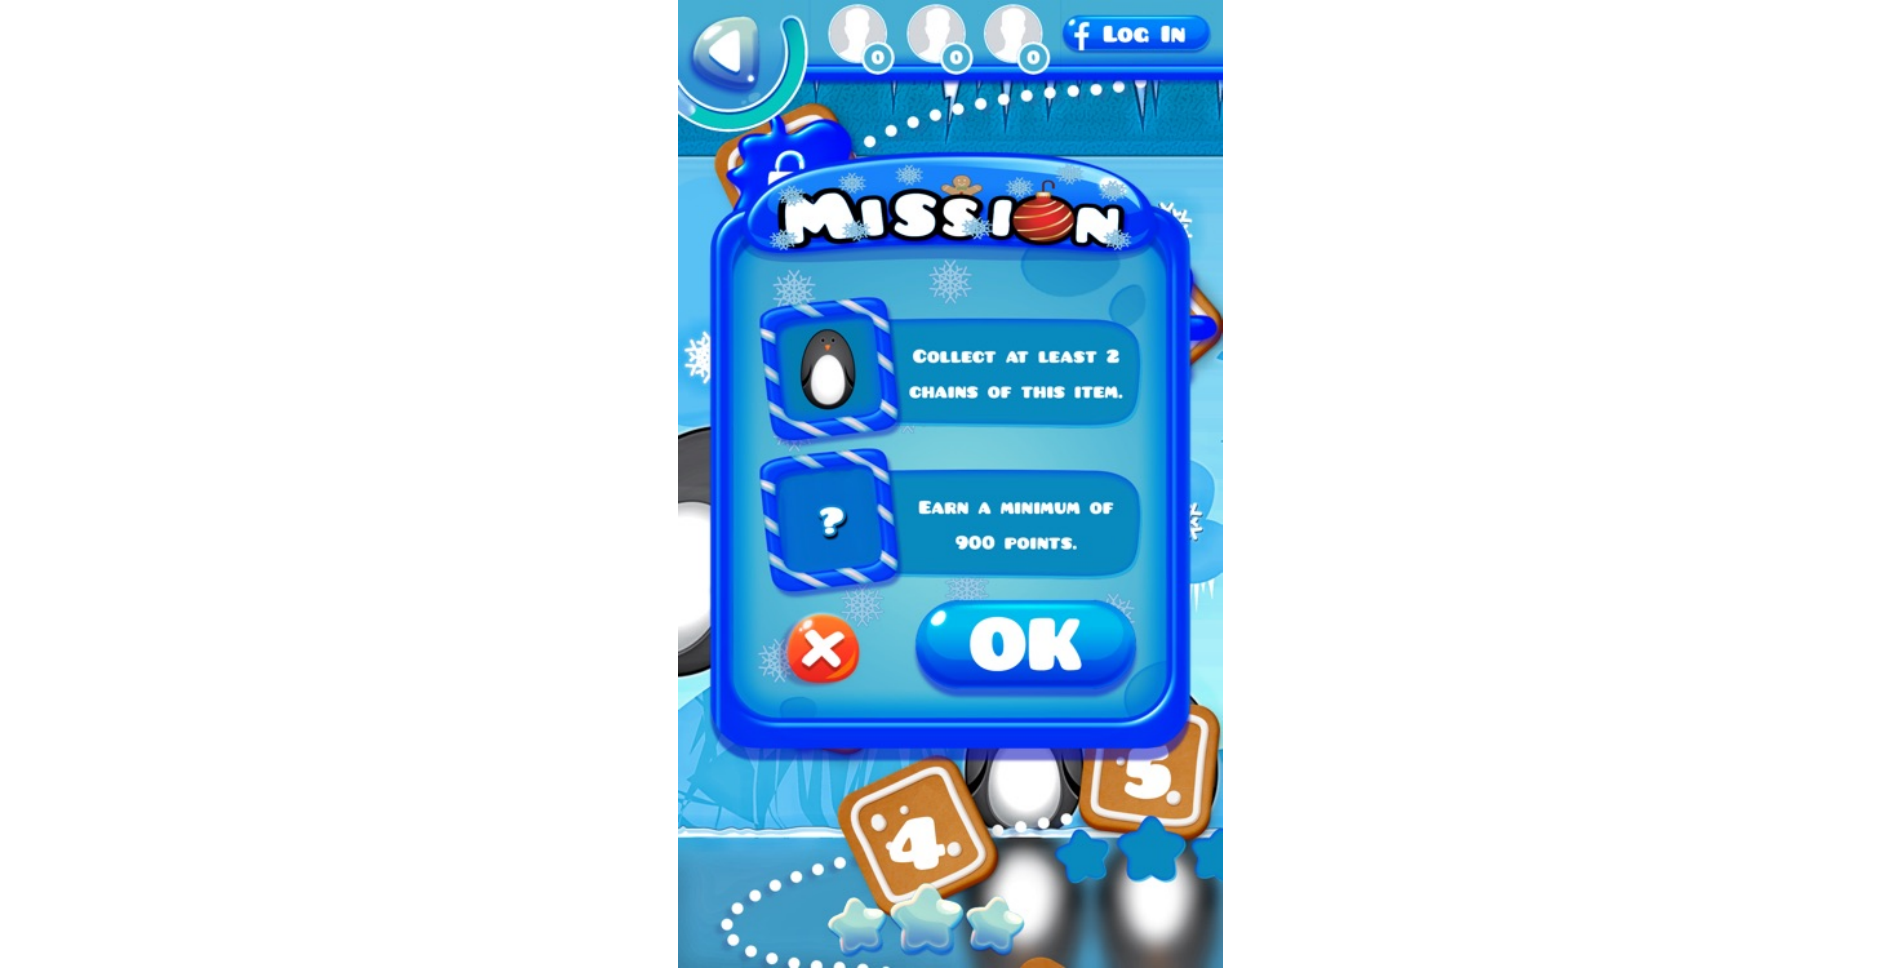 0 0 0 f Log In
Mission
Collect at least 2
chains of this item.
?
Earn a minimum of
900 points.
OK
5
4